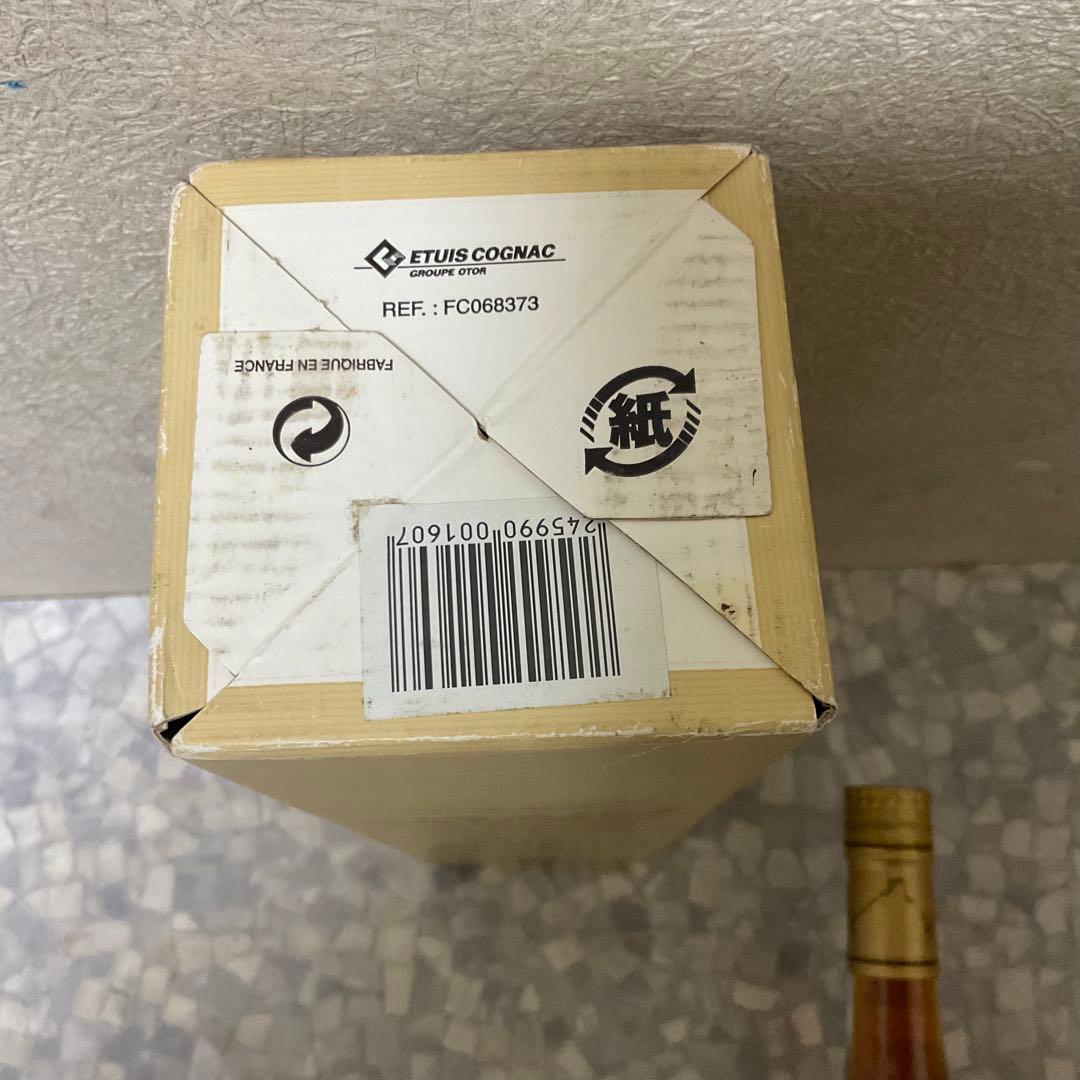 ETUIS COGNAC
GROUPE OTOR
REF. : FC068373
FABRIQUE EN FRANCE
紙
245990 001607